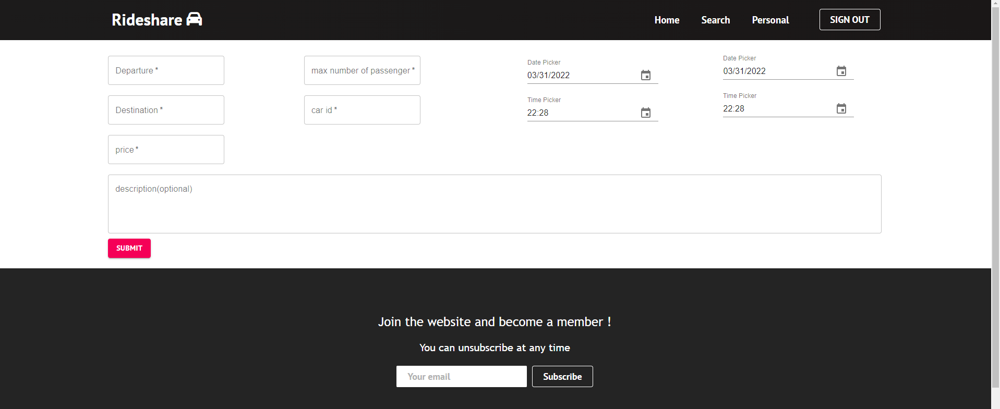 Rideshare
Home Search Personal SIGN OUT
Departure *
max number of passenger *
Date Picker
03/31/2022
Date Picker
03/31/2022
Destination *
car id *
Time Picker
22:28
Time Picker
22:28
price *
description(optional)
SUBMIT
Join the website and become a member !
You can unsubscribe at any time
Your email
Subscribe